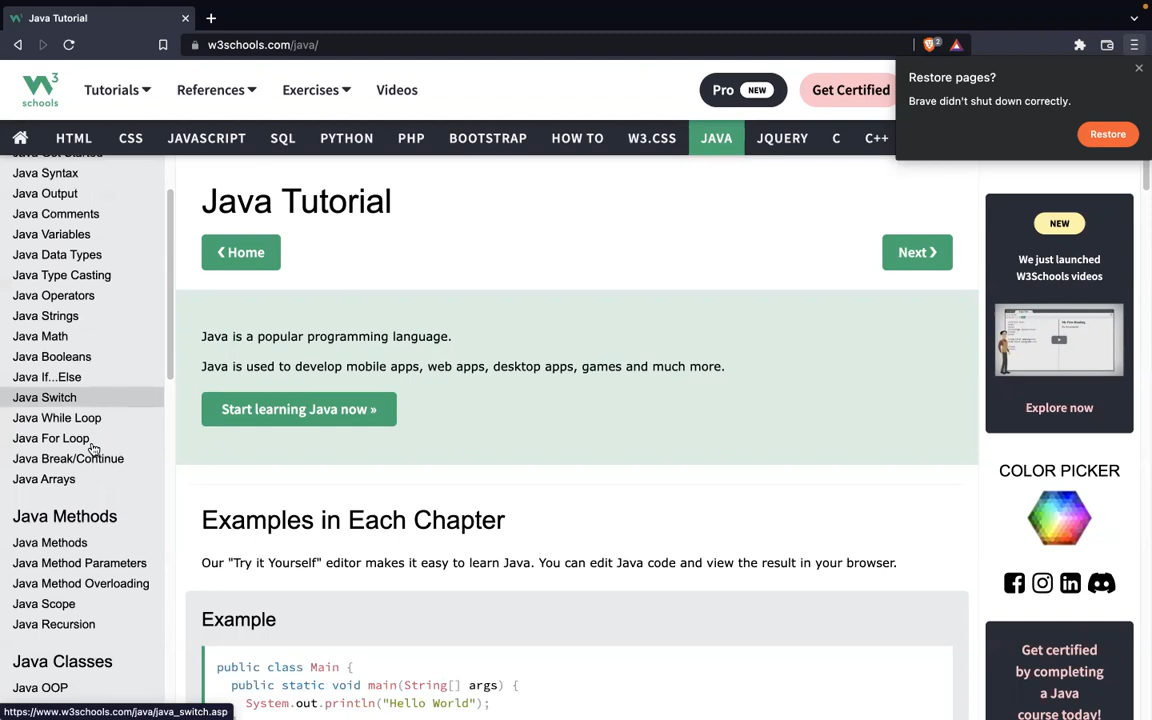 Java Tutorial
w3schools.com/java/
2
W3
schools
Tutorials
References
Exercises
Videos
Pro NEW
Get Certified
Restore pages?
Brave didn't shut down correctly.
Restore
HTML
CSS
JAVASCRIPT
SQL
PYTHON
PHP
BOOTSTRAP
HOW TO
W3.CSS
JAVA
JQUERY
C
C++
Java Get Started
Java Syntax
Java Output
Java Comments
Java Variables
Java Data Types
Java Type Casting
Java Operators
Java Strings
Java Math
Java Booleans
Java If...Else
Java Switch
Java While Loop
Java For Loop
Java Break/Continue
Java Arrays
Java Methods
Java Methods
Java Method Parameters
Java Method Overloading
Java Scope
Java Recursion
Java Classes
Java OOP
https://www.w3schools.com/java/java_switch.asp
Java Tutorial
❮ Home
Next ❯
Java is a popular programming language.
Java is used to develop mobile apps, web apps, desktop apps, games and much more.
Start learning Java now »
Examples in Each Chapter
Our "Try it Yourself" editor makes it easy to learn Java. You can edit Java code and view the result in your browser.
Example
public class Main {
public static void main(String[] args) {
System.out.println("Hello World");
NEW
We just launched
W3Schools videos
Explore now
COLOR PICKER
Get certified
by completing
a Java
course today!